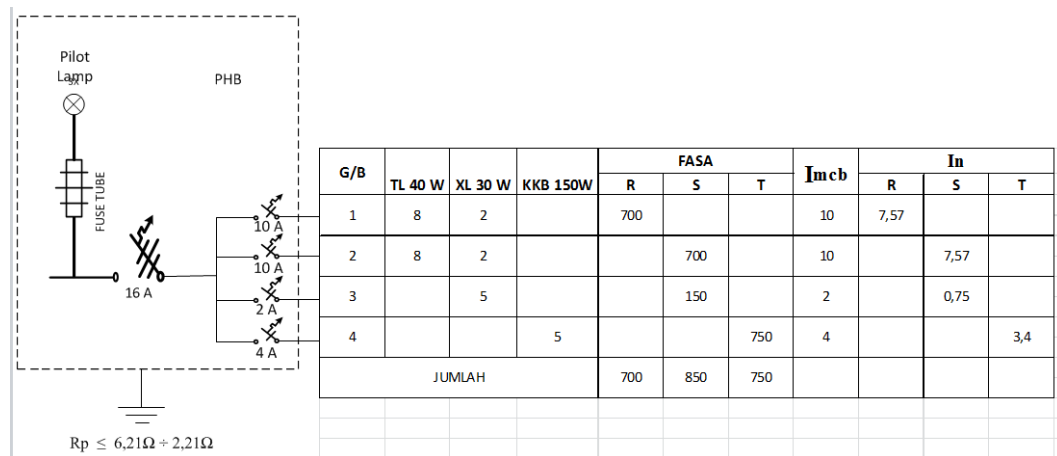 Pilot
Lamp
3X
PHB
FUSE TUBE
16 A
10 A
10 A
2 A
4 A
Rp ≤ 6,21Ω ÷ 2,21Ω
G/B TL 40 W XL 30 W KKB 150W FASA Imcb In
R S T R S T
1 8 2 700 10 7,57
2 8 2 700 10 7,57
3 5 150 2 0,75
4 5 750 4 3,4
JUMLAH 700 850 750